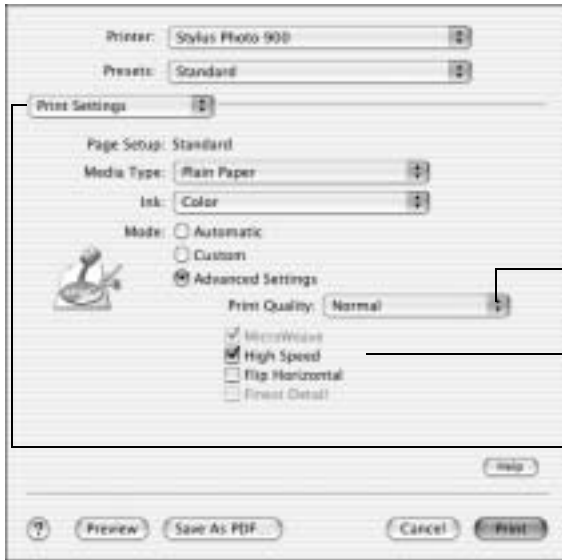 Printer: Stylus Photo 900
Presets: Standard
Print Settings
Page Setup: Standard
Media Type: Plain Paper
Ink: Color
Mode: Automatic
Custom
Advanced Settings
Print Quality: Normal
MicroWeave
High Speed
Flip Horizontal
Finest Detail
Help
? Preview Save As PDF... Cancel Print